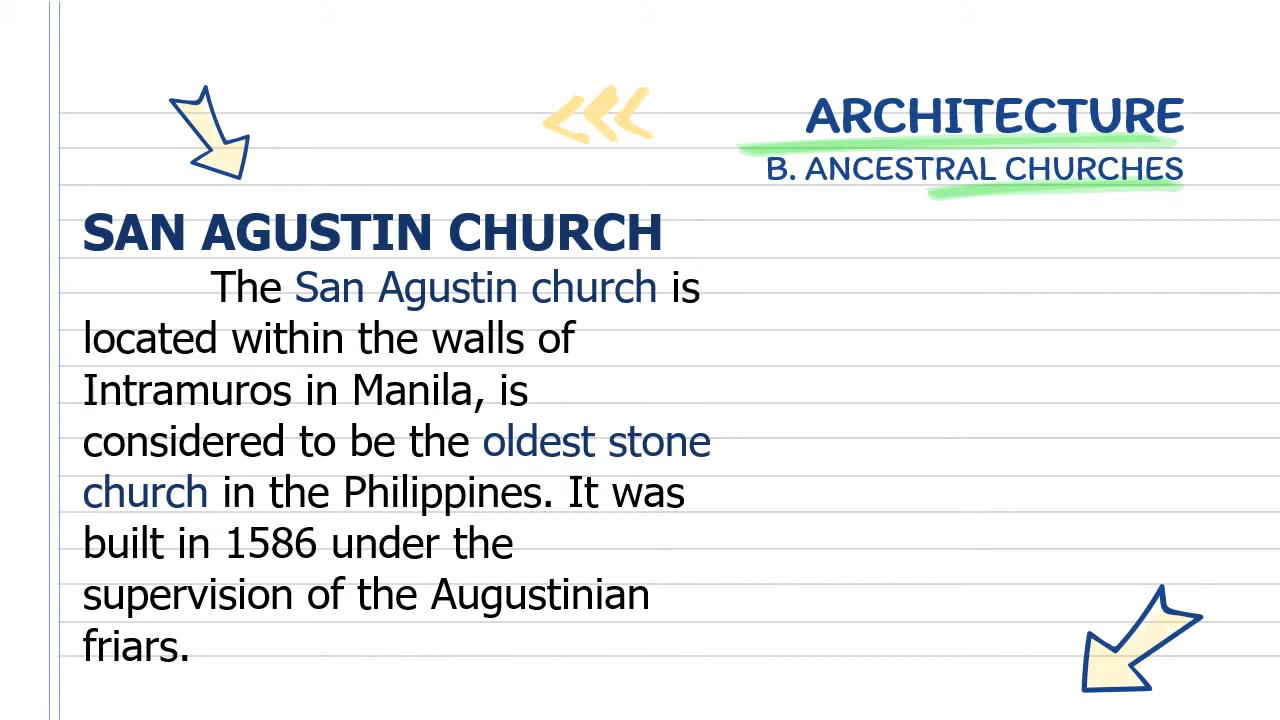 ARCHITECTURE
B. ANCESTRAL CHURCHES
SAN AGUSTIN CHURCH
The San Agustin church is
located within the walls of
Intramuros in Manila, is
considered to be the oldest stone
church in the Philippines. It was
built in 1586 under the
supervision of the Augustinian
friars.